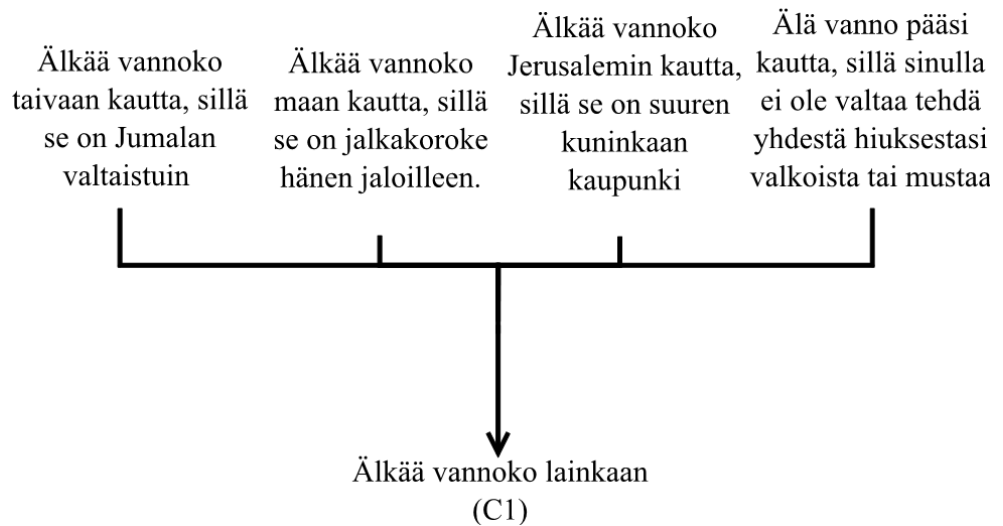 Älkää vannoko
taivaan kautta, sillä
se on Jumalan
valtaistuin
Älkää vannoko
maan kautta, sillä
se on jalkakoroke
hänen jaloilleen.
Älkää vannoko
Jerusalemin kautta,
sillä se on suuren
kuninkaan
kaupunki
Älä vanno pääsi
kautta, sillä sinulla
ei ole valtaa tehdä
yhdestä hiuksestasi
valkoista tai mustaa
Älkää vannoko lainkaan
(C1)